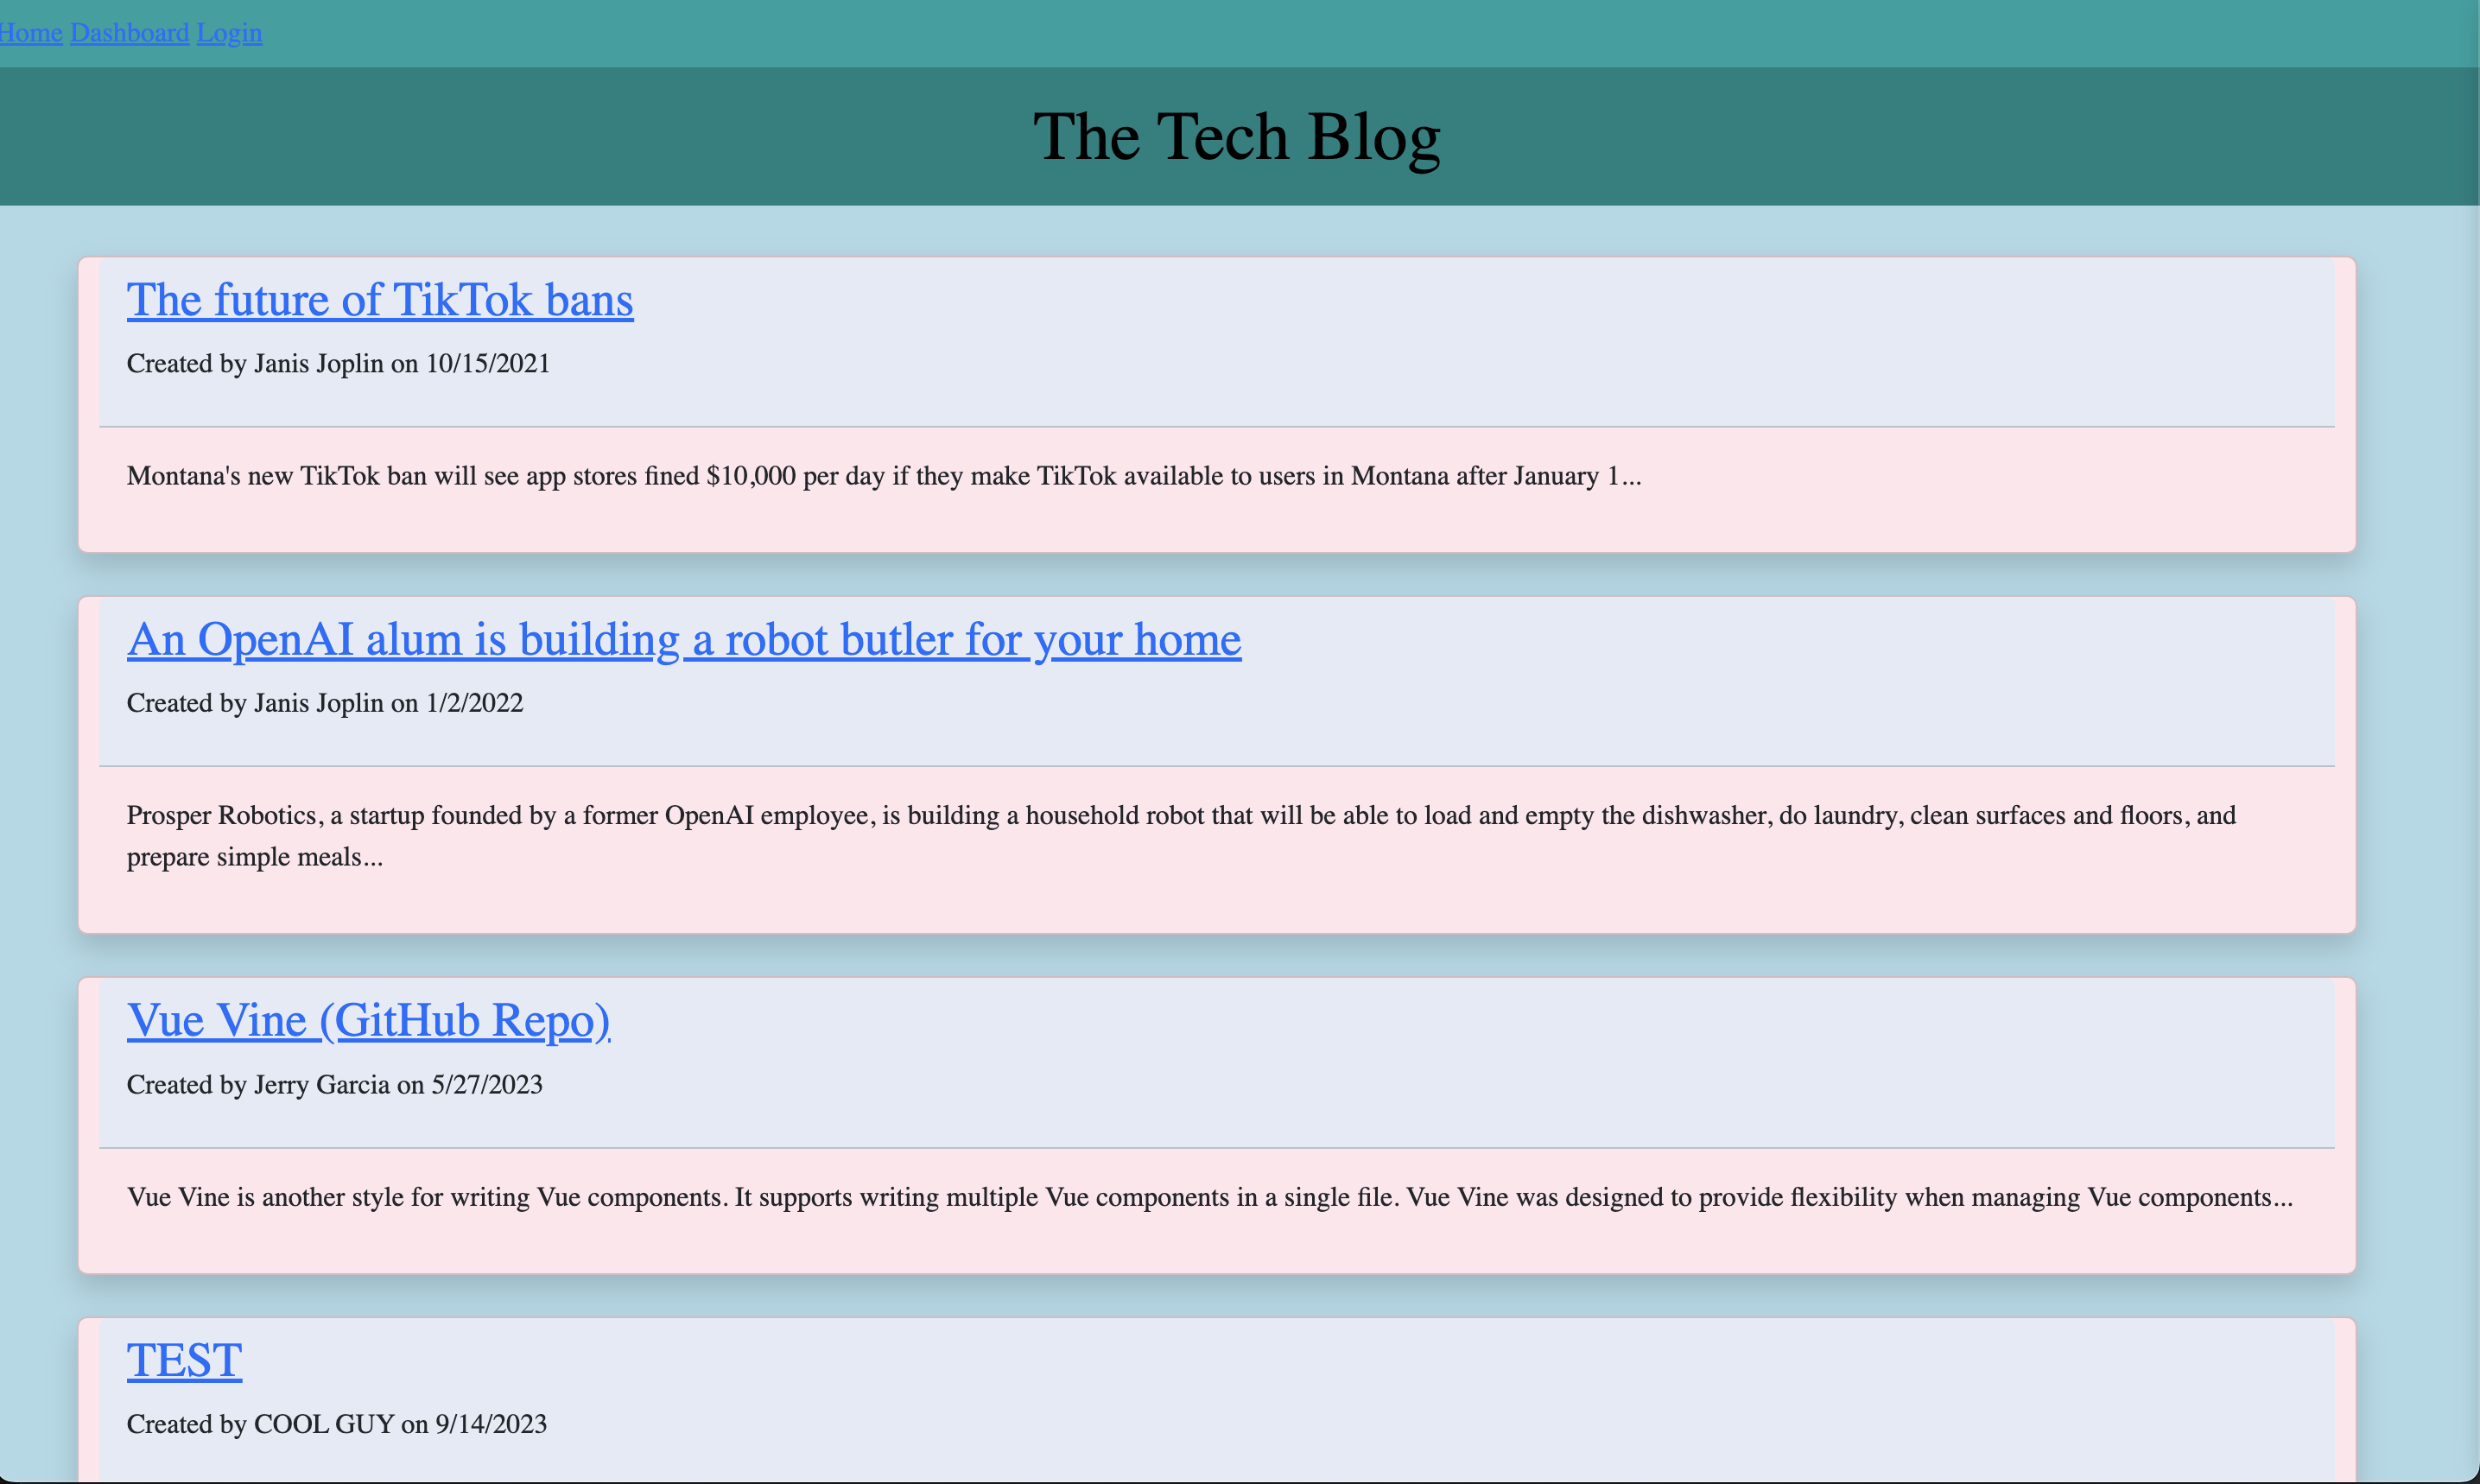 Home Dashboard Login
The Tech Blog
The future of TikTok bans
Created by Janis Joplin on 10/15/2021
Montana's new TikTok ban will see app stores fined $10,000 per day if they make TikTok available to users in Montana after January 1...
An OpenAI alum is building a robot butler for your home
Created by Janis Joplin on 1/2/2022
Prosper Robotics, a startup founded by a former OpenAI employee, is building a household robot that will be able to load and empty the dishwasher, do laundry, clean surfaces and floors, and
prepare simple meals...
Vue Vine (GitHub Repo)
Created by Jerry Garcia on 5/27/2023
Vue Vine is another style for writing Vue components. It supports writing multiple Vue components in a single file. Vue Vine was designed to provide flexibility when managing Vue components...
TEST
Created by COOL GUY on 9/14/2023